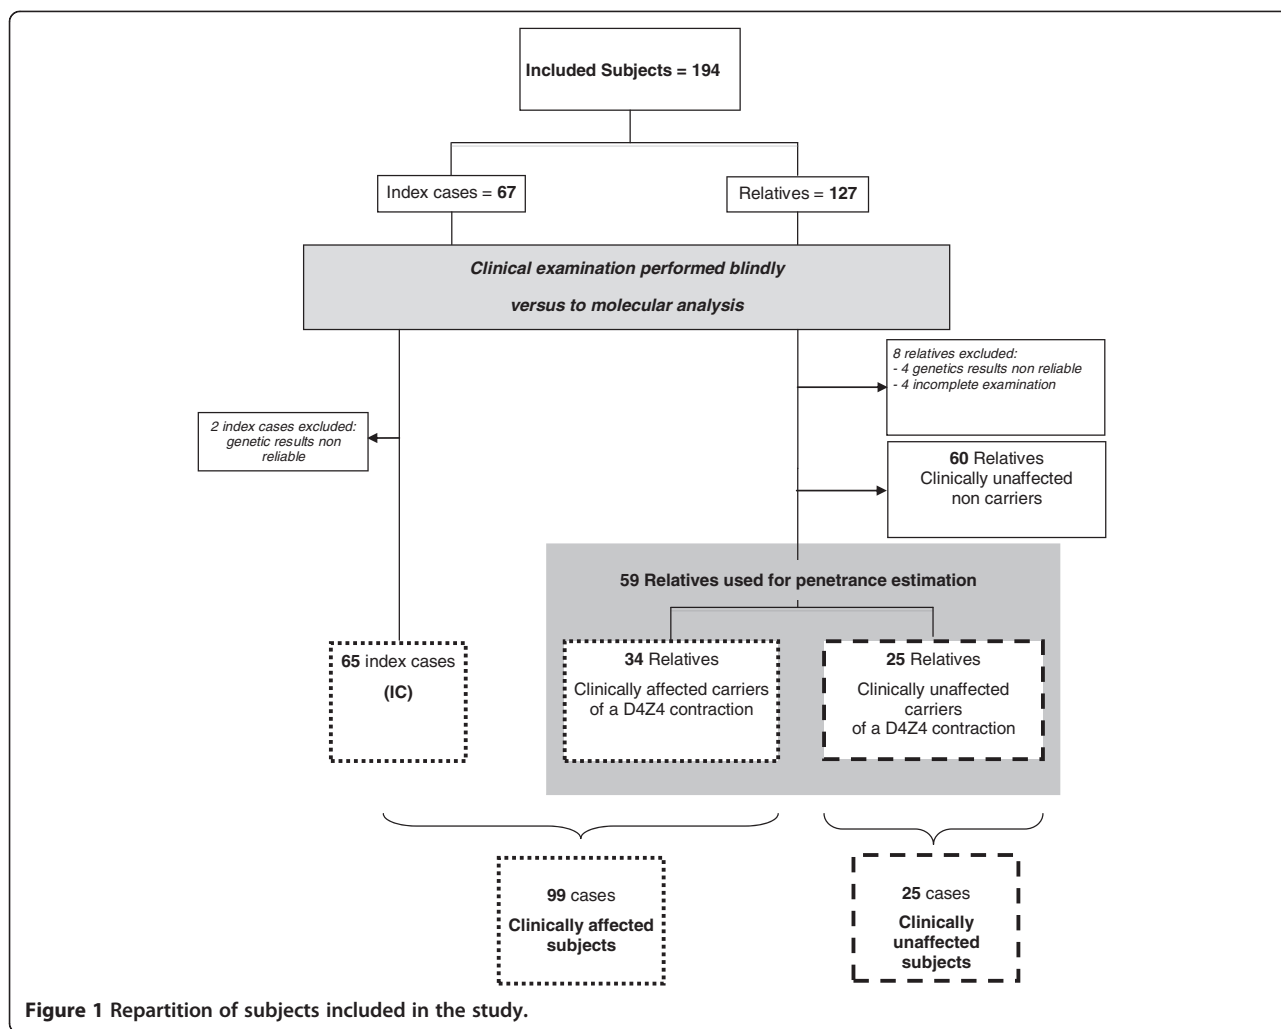 Included Subjects = 194
Index cases = 67
Relatives = 127
Clinical examination performed blindly
versus to molecular analysis
8 relatives excluded:
- 4 genetics results non reliable
- 4 incomplete examination
2 index cases excluded:
genetic results non
reliable
60 Relatives
Clinically unaffected
non carriers
59 Relatives used for penetrance estimation
65 index cases
(IC)
34 Relatives
Clinically affected carriers
of a D4Z4 contraction
25 Relatives
Clinically unaffected
carriers
of a D4Z4 contraction
99 cases
Clinically affected
subjects
25 cases
Clinically
unaffected
subjects
Figure 1 Repartition of subjects included in the study.